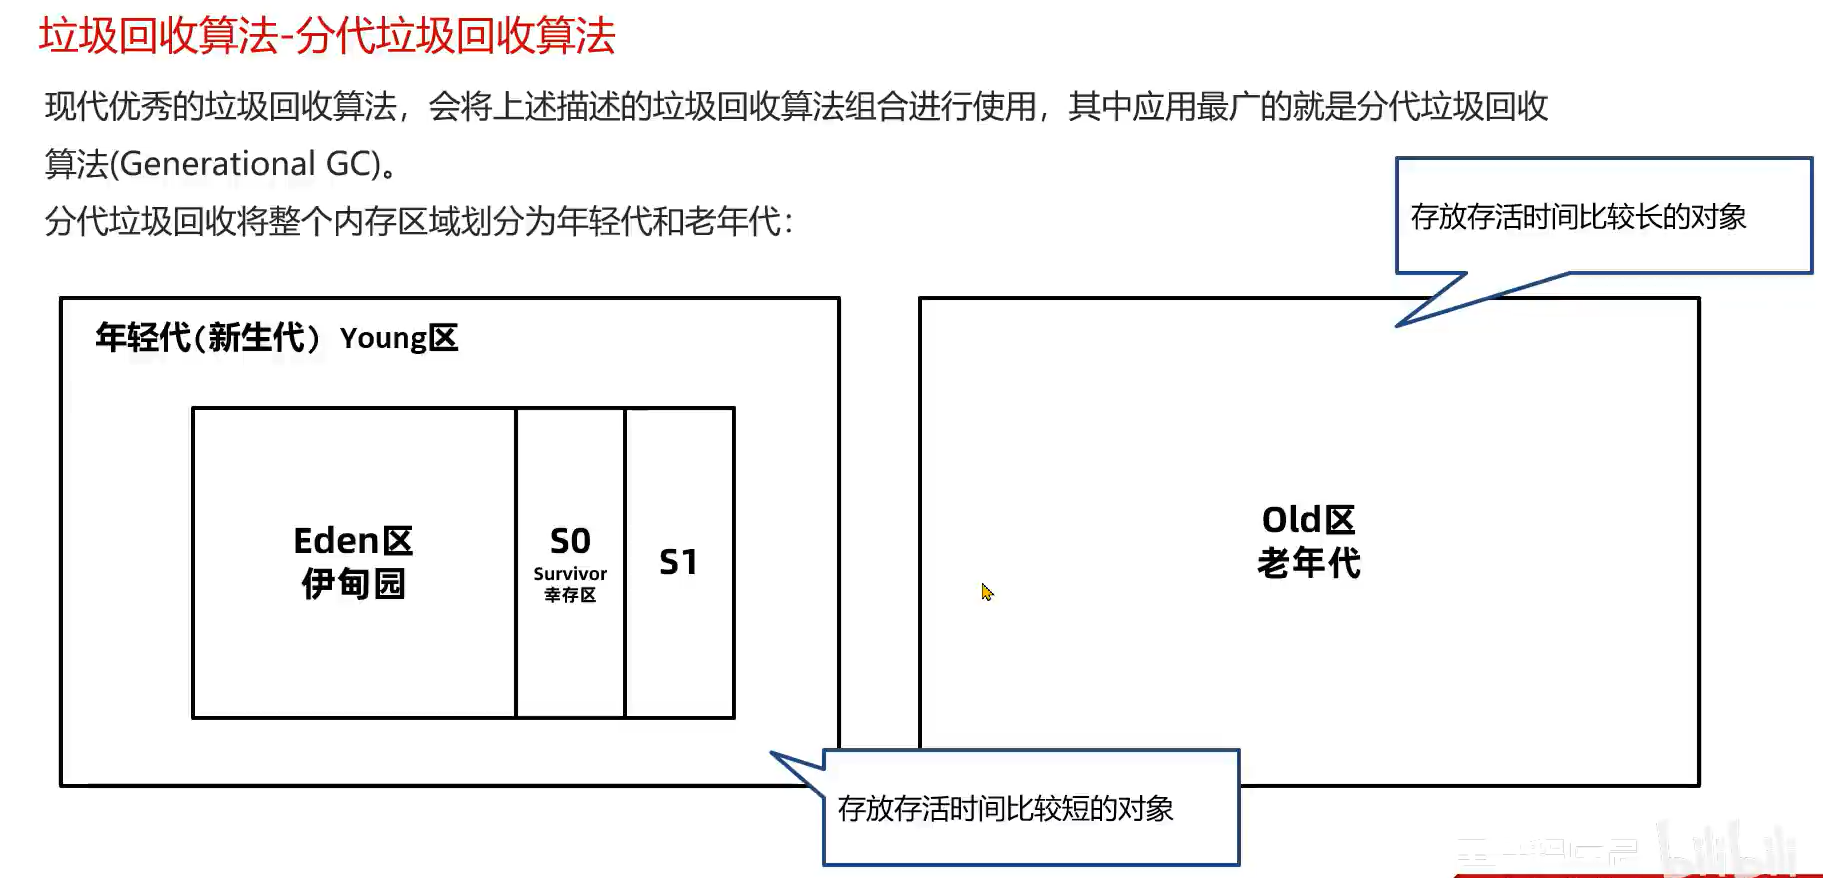 垃圾回收算法-分代垃圾回收算法
现代优秀的垃圾回收算法，会将上述描述的垃圾回收算法组合进行使用，其中应用最广的就是分代垃圾回收
算法(Generational GC)。
分代垃圾回收将整个内存区域划分为年轻代和老年代：
存放存活时间比较长的对象
年轻代(新生代）Young区
Eden区
伊甸园
S0
Survivor
幸存区
S1
Old区
老年代
存放存活时间比较短的对象
bilibili